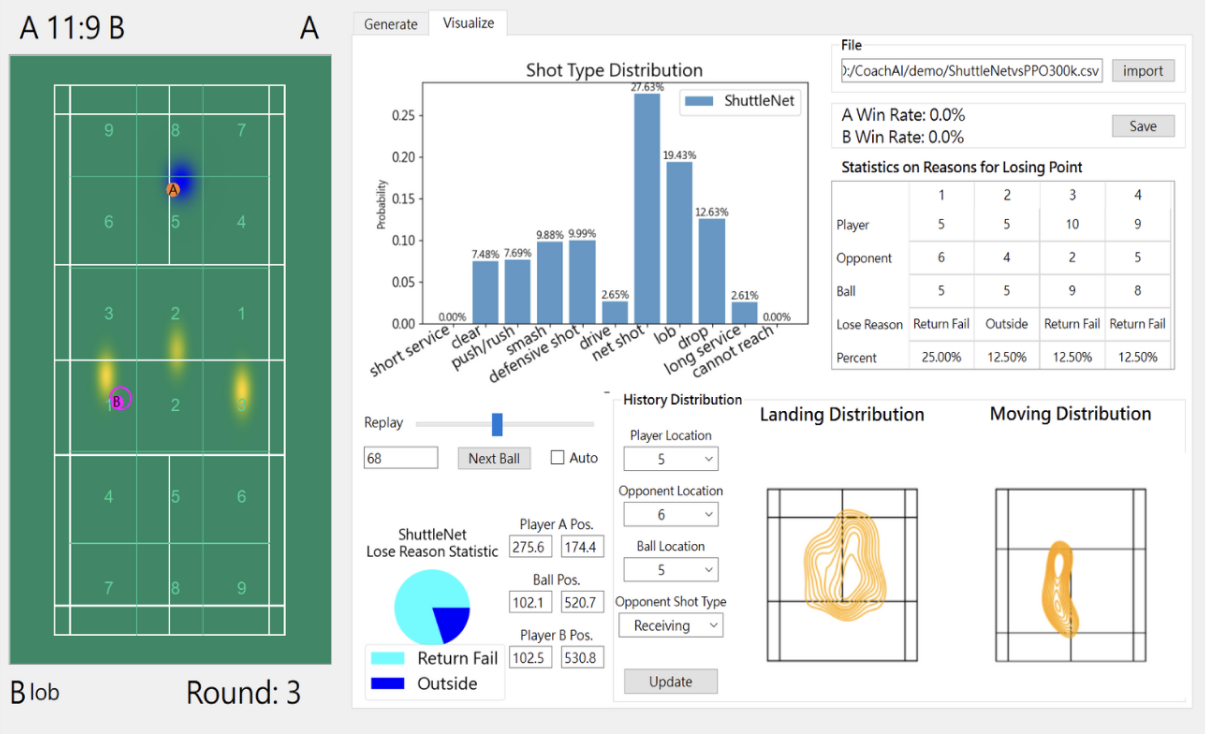 A 11:9 B
A
9 8 7
A
6 5 4
3 2 1
1 B 2 3
4 5 6
7 8 9
B lob
Round: 3
Generate
Visualize
Shot Type Distribution
ShuttleNet
Probability
0.25
0.20
0.15
0.10
0.05
0.00
0.00%
7.48%
7.69%
9.88%
9.99%
2.65%
27.63%
19.43%
12.63%
2.61%
0.00%
short service
clear
push/rush
smash
defensive shot
drive
net shot
lob
drop
long service
cannot reach
File
):/CoachAI/demo/ShuttleNetvsPPO300k.csv
import
A Win Rate: 0.0%
B Win Rate: 0.0%
Save
Statistics on Reasons for Losing Point
1 2 3 4
Player 5 5 10 9
Opponent 6 4 2 5
Ball 5 5 9 8
Lose Reason Return Fail Outside Return Fail Return Fail
Percent 25.00% 12.50% 12.50% 12.50%
Replay
68
Next Ball
Auto
ShuttleNet
Lose Reason Statistic
Return Fail
Outside
Player A Pos.
275.6 174.4
Ball Pos.
102.1 520.7
Player B Pos.
102.5 530.8
History Distribution
Player Location
5
Opponent Location
6
Ball Location
5
Opponent Shot Type
Receiving
Update
Landing Distribution
Moving Distribution